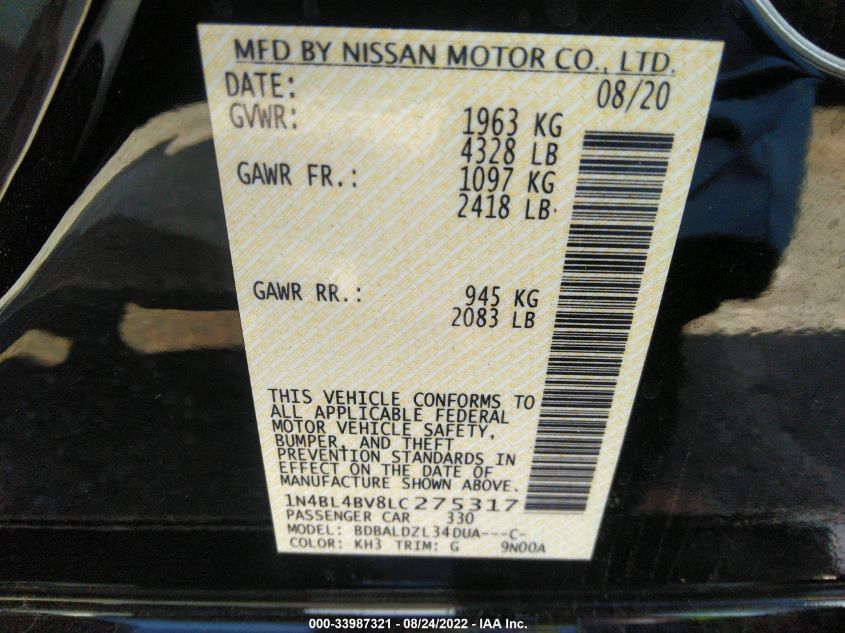 MFD BY NISSAN MOTOR CO., LTD.
DATE: 08/20
GVWR: 1963 KG
4328 LB
GAWR FR.: 1097 KG
2418 LB
GAWR RR.: 945 KG
2083 LB
THIS VEHICLE CONFORMS TO
ALL APPLICABLE FEDERAL
MOTOR VEHICLE SAFETY,
BUMPER, AND THEFT
PREVENTION STANDARDS IN
EFFECT ON THE DATE OF
MANUFACTURE SHOWN ABOVE.
1N4BL4BV8LC275317
PASSENGER CAR 330
MODEL: BDBALDZL34DUA---C-
COLOR: KH3 TRIM: G 9N00A
000-33987321 - 08/24/2022 - IAA Inc.